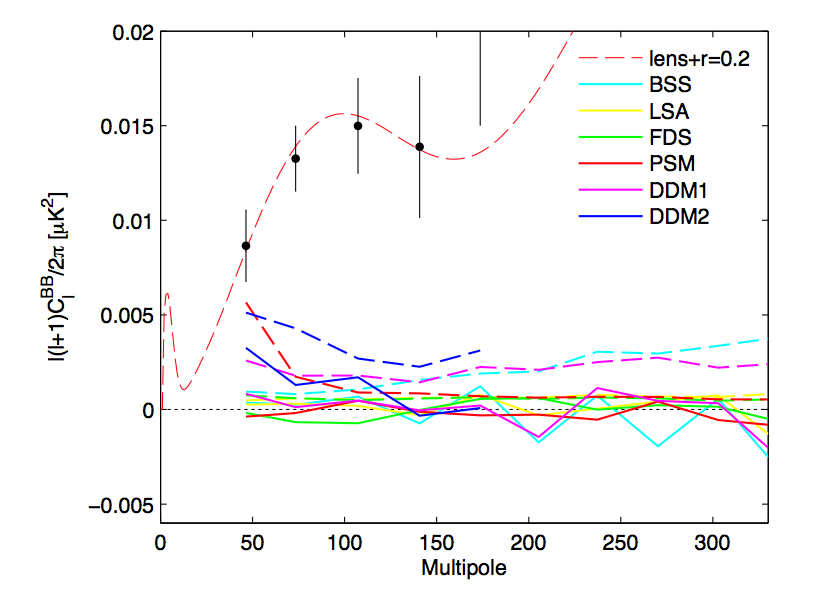 0.02
0.015
0.01
0.005
0
−0.005
l(l+1)C_l^BB/2π [μK²]
lens+r=0.2
BSS
LSA
FDS
PSM
DDM1
DDM2
0 50 100 150 200 250 300
Multipole